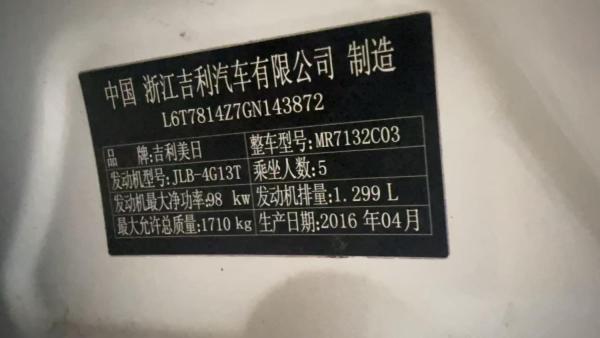 中国 浙江吉利汽车有限公司 制造
L6T7814Z7GN143872
品 牌:吉利美日 整车型号:MR7132C03
发动机型号:JLB-4G13T 乘坐人数:5
发动机最大净功率:98 kw 发动机排量:1.299 L
最大允许总质量:1710 kg 生产日期:2016 年04月